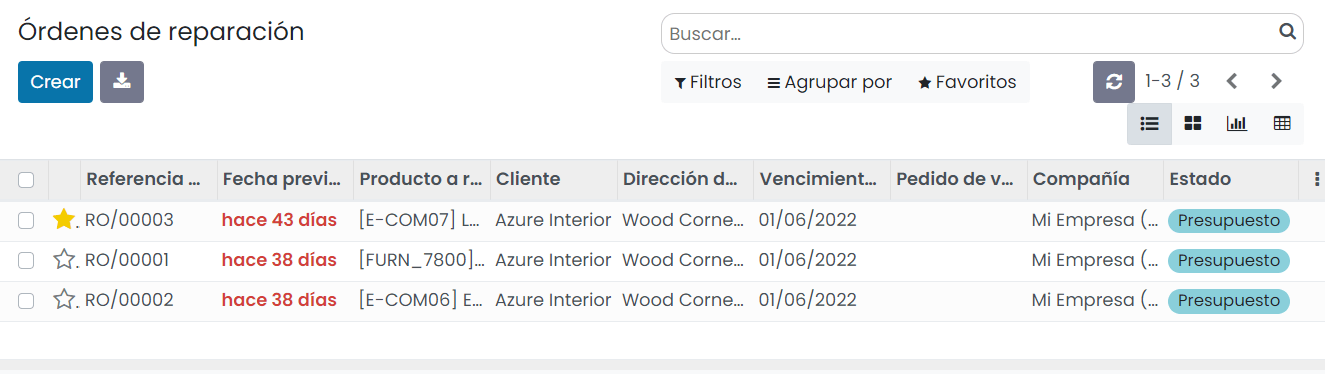 Órdenes de reparación
Buscar...
Crear
Filtros Agrupar por Favoritos
1-3 / 3
Referencia ... Fecha previ... Producto a r... Cliente Dirección d... Vencimient... Pedido de v... Compañía Estado
RO/00003 hace 43 días [E-COM07] L... Azure Interior Wood Corne... 01/06/2022 Mi Empresa (... Presupuesto
RO/00001 hace 38 días [FURN_7800]... Azure Interior Wood Corne... 01/06/2022 Mi Empresa (... Presupuesto
RO/00002 hace 38 días [E-COM06] E... Azure Interior Wood Corne... 01/06/2022 Mi Empresa (... Presupuesto